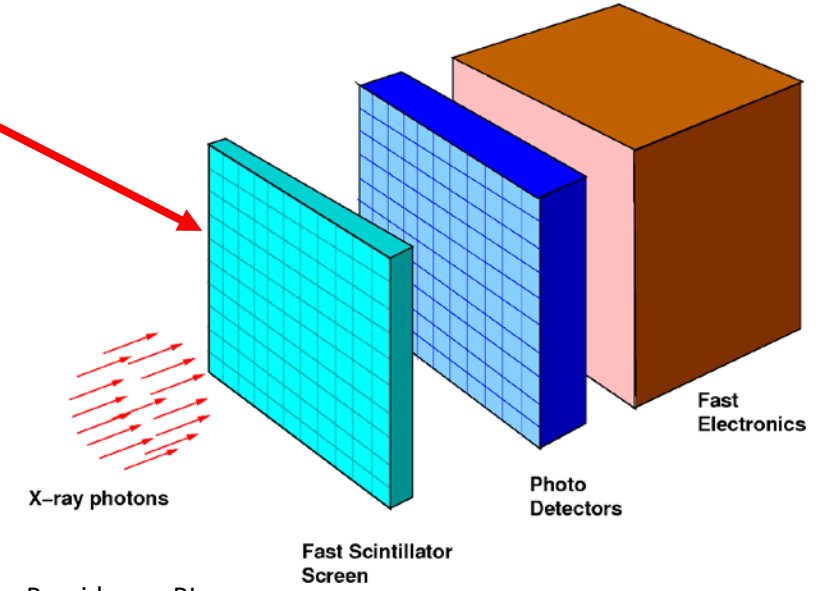 Fast
Electronics
Photo
Detectors
X–ray photons
Fast Scintillator
Screen